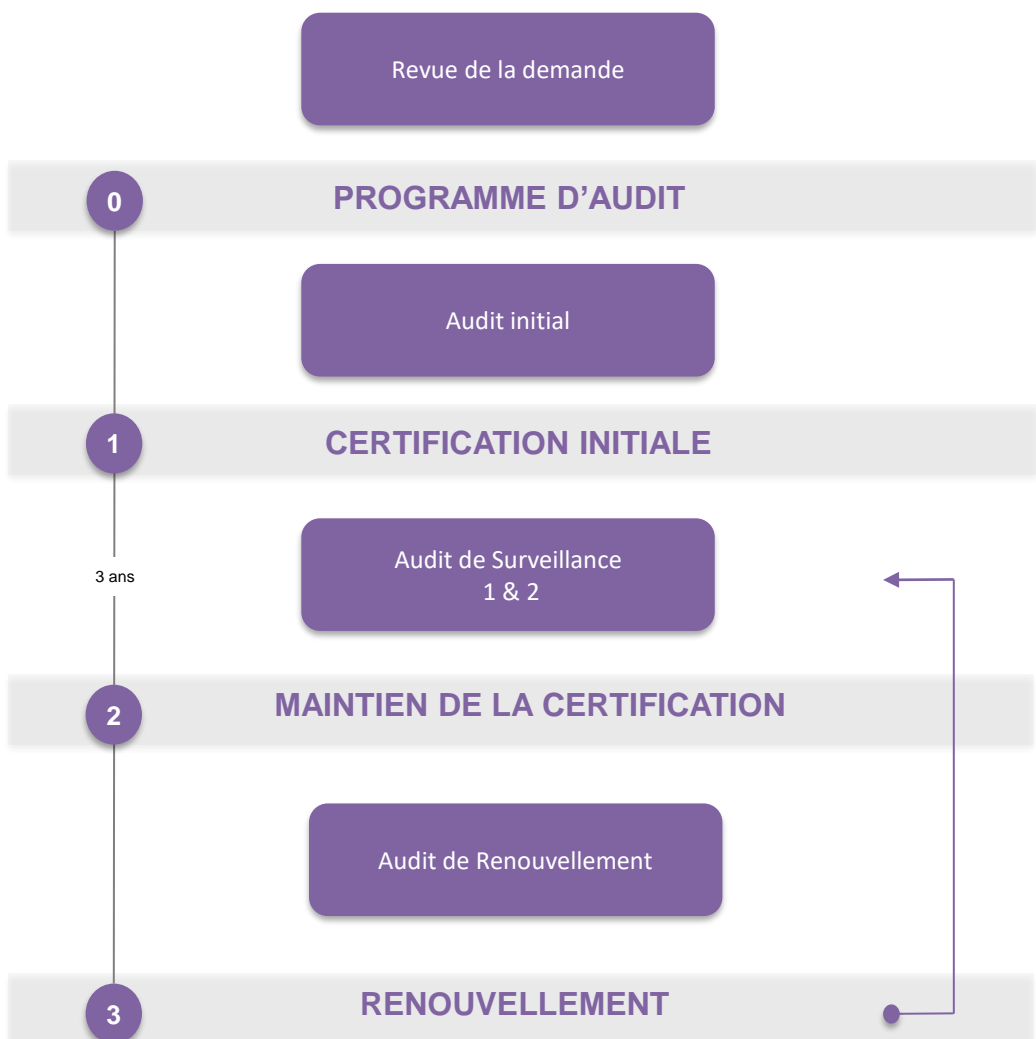 Revue de la demande
0
PROGRAMME D’AUDIT
Audit initial
1
CERTIFICATION INITIALE
Audit de Surveillance
1 & 2
3 ans
2
MAINTIEN DE LA CERTIFICATION
Audit de Renouvellement
3
RENOUVELLEMENT